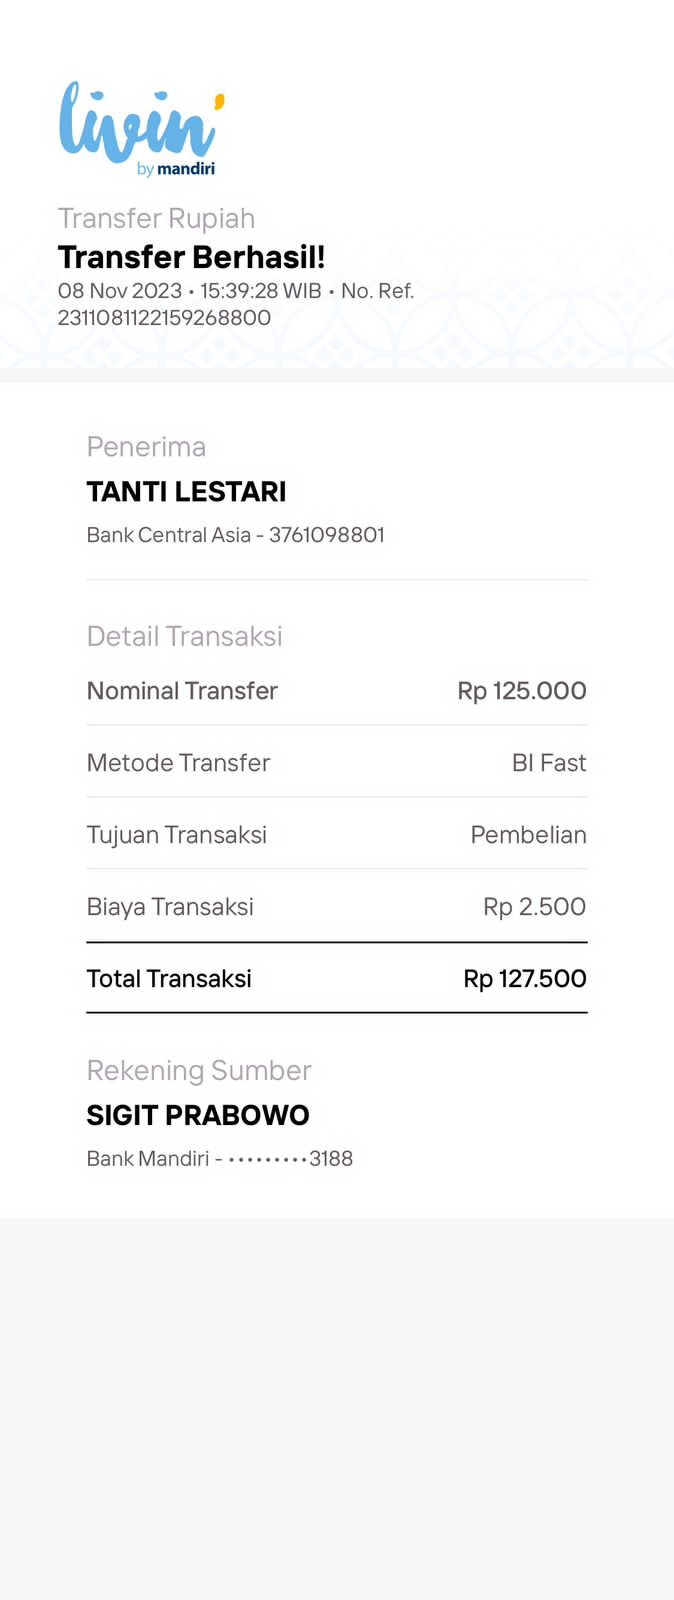 livin'
by mandiri
Transfer Rupiah
Transfer Berhasil!
08 Nov 2023 • 15:39:28 WIB • No. Ref.
2311081122159268800
Penerima
TANTI LESTARI
Bank Central Asia - 3761098801
Detail Transaksi
Nominal Transfer Rp 125.000
Metode Transfer BI Fast
Tujuan Transaksi Pembelian
Biaya Transaksi Rp 2.500
Total Transaksi Rp 127.500
Rekening Sumber
SIGIT PRABOWO
Bank Mandiri - •••••••••3188